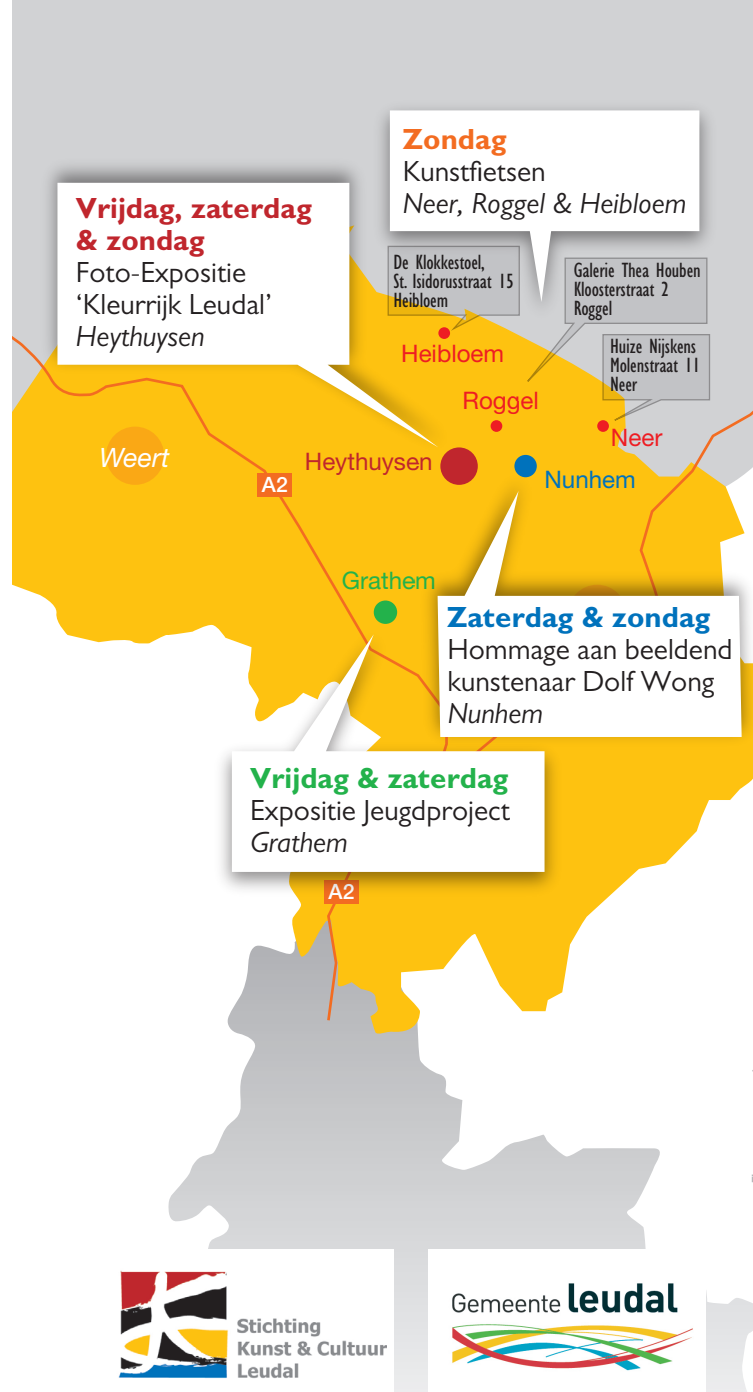 Zondag
Kunstfietsen
Neer, Roggel & Heibloem
Vrijdag, zaterdag
& zondag
Foto-Expositie
‘Kleurrijk Leudal’
Heythuysen
De Klokkestoel,
St. Isidorusstraat 15
Heibloem
Galerie Thea Houben
Kloosterstraat 2
Roggel
Huize Nijskens
Molenstraat 11
Neer
Heibloem
Roggel
Neer
Weert
Heythuysen
Nunhem
A2
Grathem
Zaterdag & zondag
Hommage aan beeldend
kunstenaar Dolf Wong
Nunhem
Vrijdag & zaterdag
Expositie Jeugdproject
Grathem
A2
Stichting
Kunst & Cultuur
Leudal
Gemeente leudal